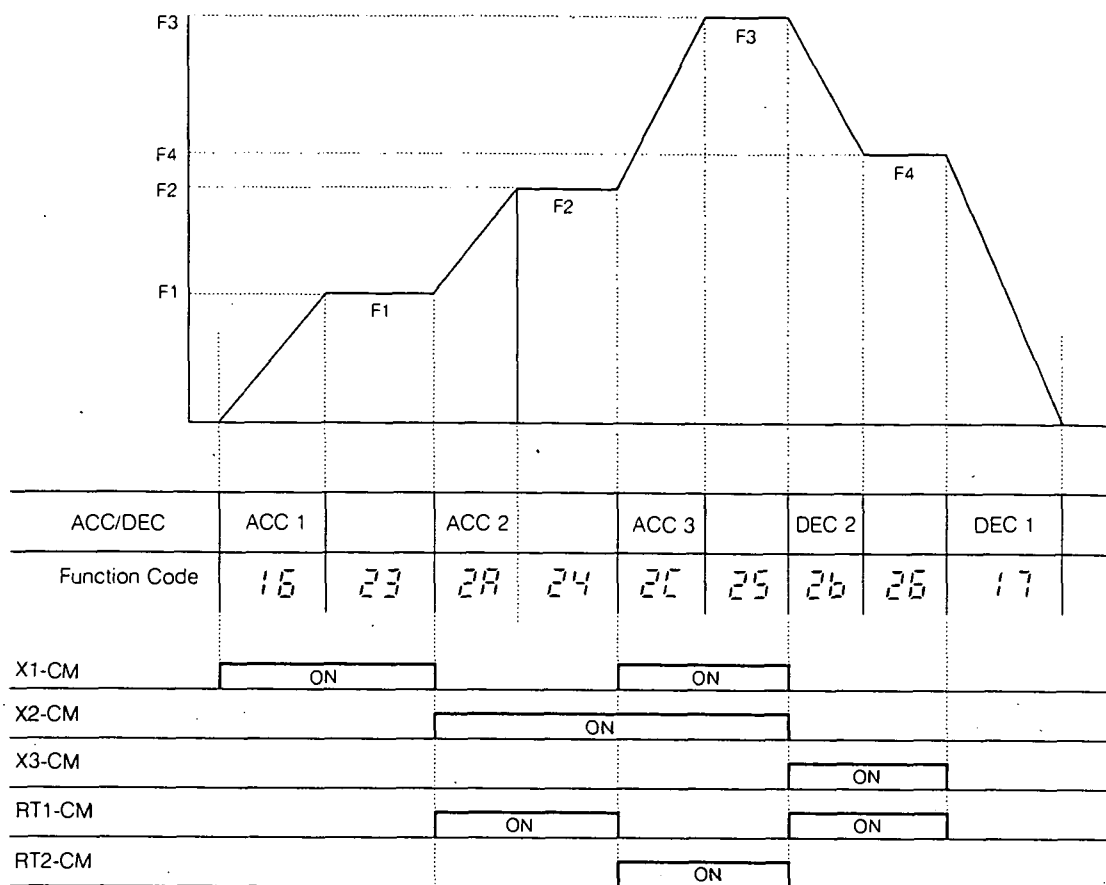 F3
F3
F4
F4
F2
F2
F1
F1
ACC/DEC ACC 1 ACC 2 ACC 3 DEC 2 DEC 1
Function Code 16 23 2A 24 2C 25 2b 26 17
X1-CM ON ON
X2-CM ON
X3-CM ON
RT1-CM ON ON
RT2-CM ON